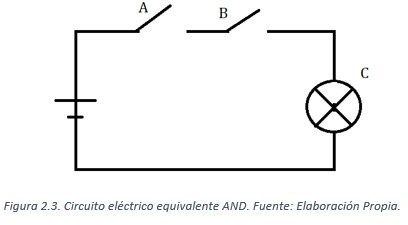 A
B
C
Figura 2.3. Circuito eléctrico equivalente AND. Fuente: Elaboración Propia.